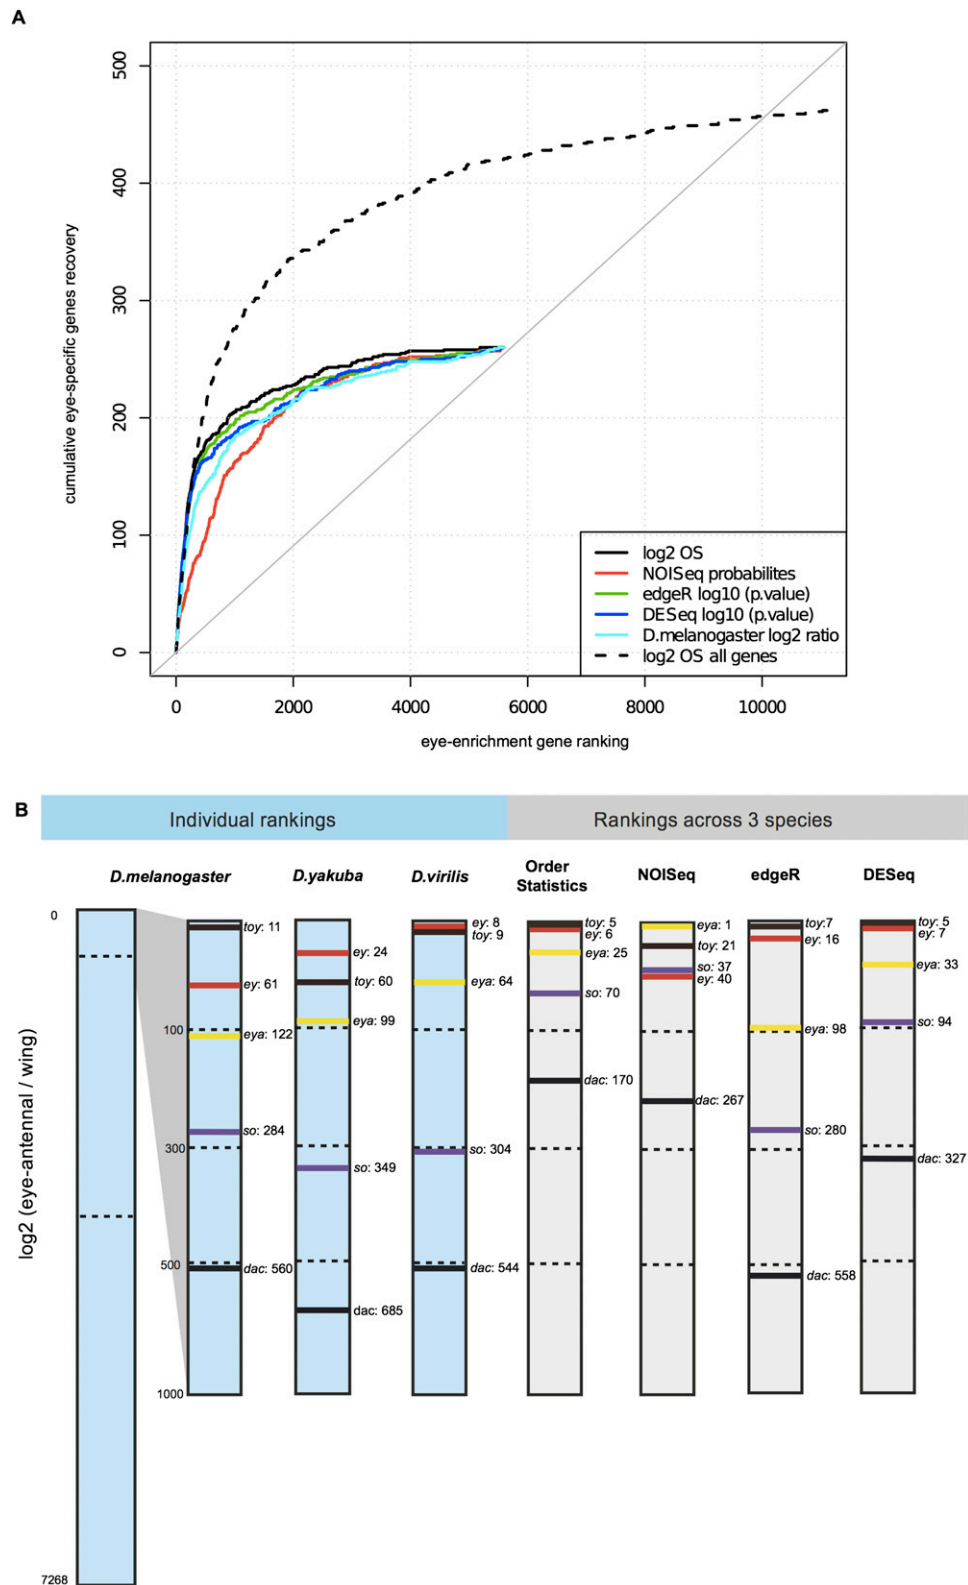 A
cumulative eye-specific genes recovery
500
400
300
200
100
0
0 2000 4000 6000 8000 10000
eye-enrichment gene ranking
log2 OS
NOISeq probabilites
edgeR log10 (p.value)
DESeq log10 (p.value)
D.melanogaster log2 ratio
log2 OS all genes
B
Individual rankings
Rankings across 3 species
D.melanogaster
D.yakuba
D.virilis
Order
Statistics
NOISeq
edgeR
DESeq
log2 (eye-antennal / wing)
0
7268
100
300
500
1000
toy: 11
ey: 61
eya: 122
so: 284
dac: 560
ey: 24
toy: 60
eya: 99
so: 349
dac: 685
ey: 8
toy: 9
eya: 64
so: 304
dac: 544
toy: 5
ey: 6
eya: 25
so: 70
dac: 170
eya: 1
toy: 21
so: 37
ey: 40
dac: 267
toy:7
ey: 16
eya: 98
so: 280
dac: 558
toy: 5
ey: 7
eya: 33
so: 94
dac: 327